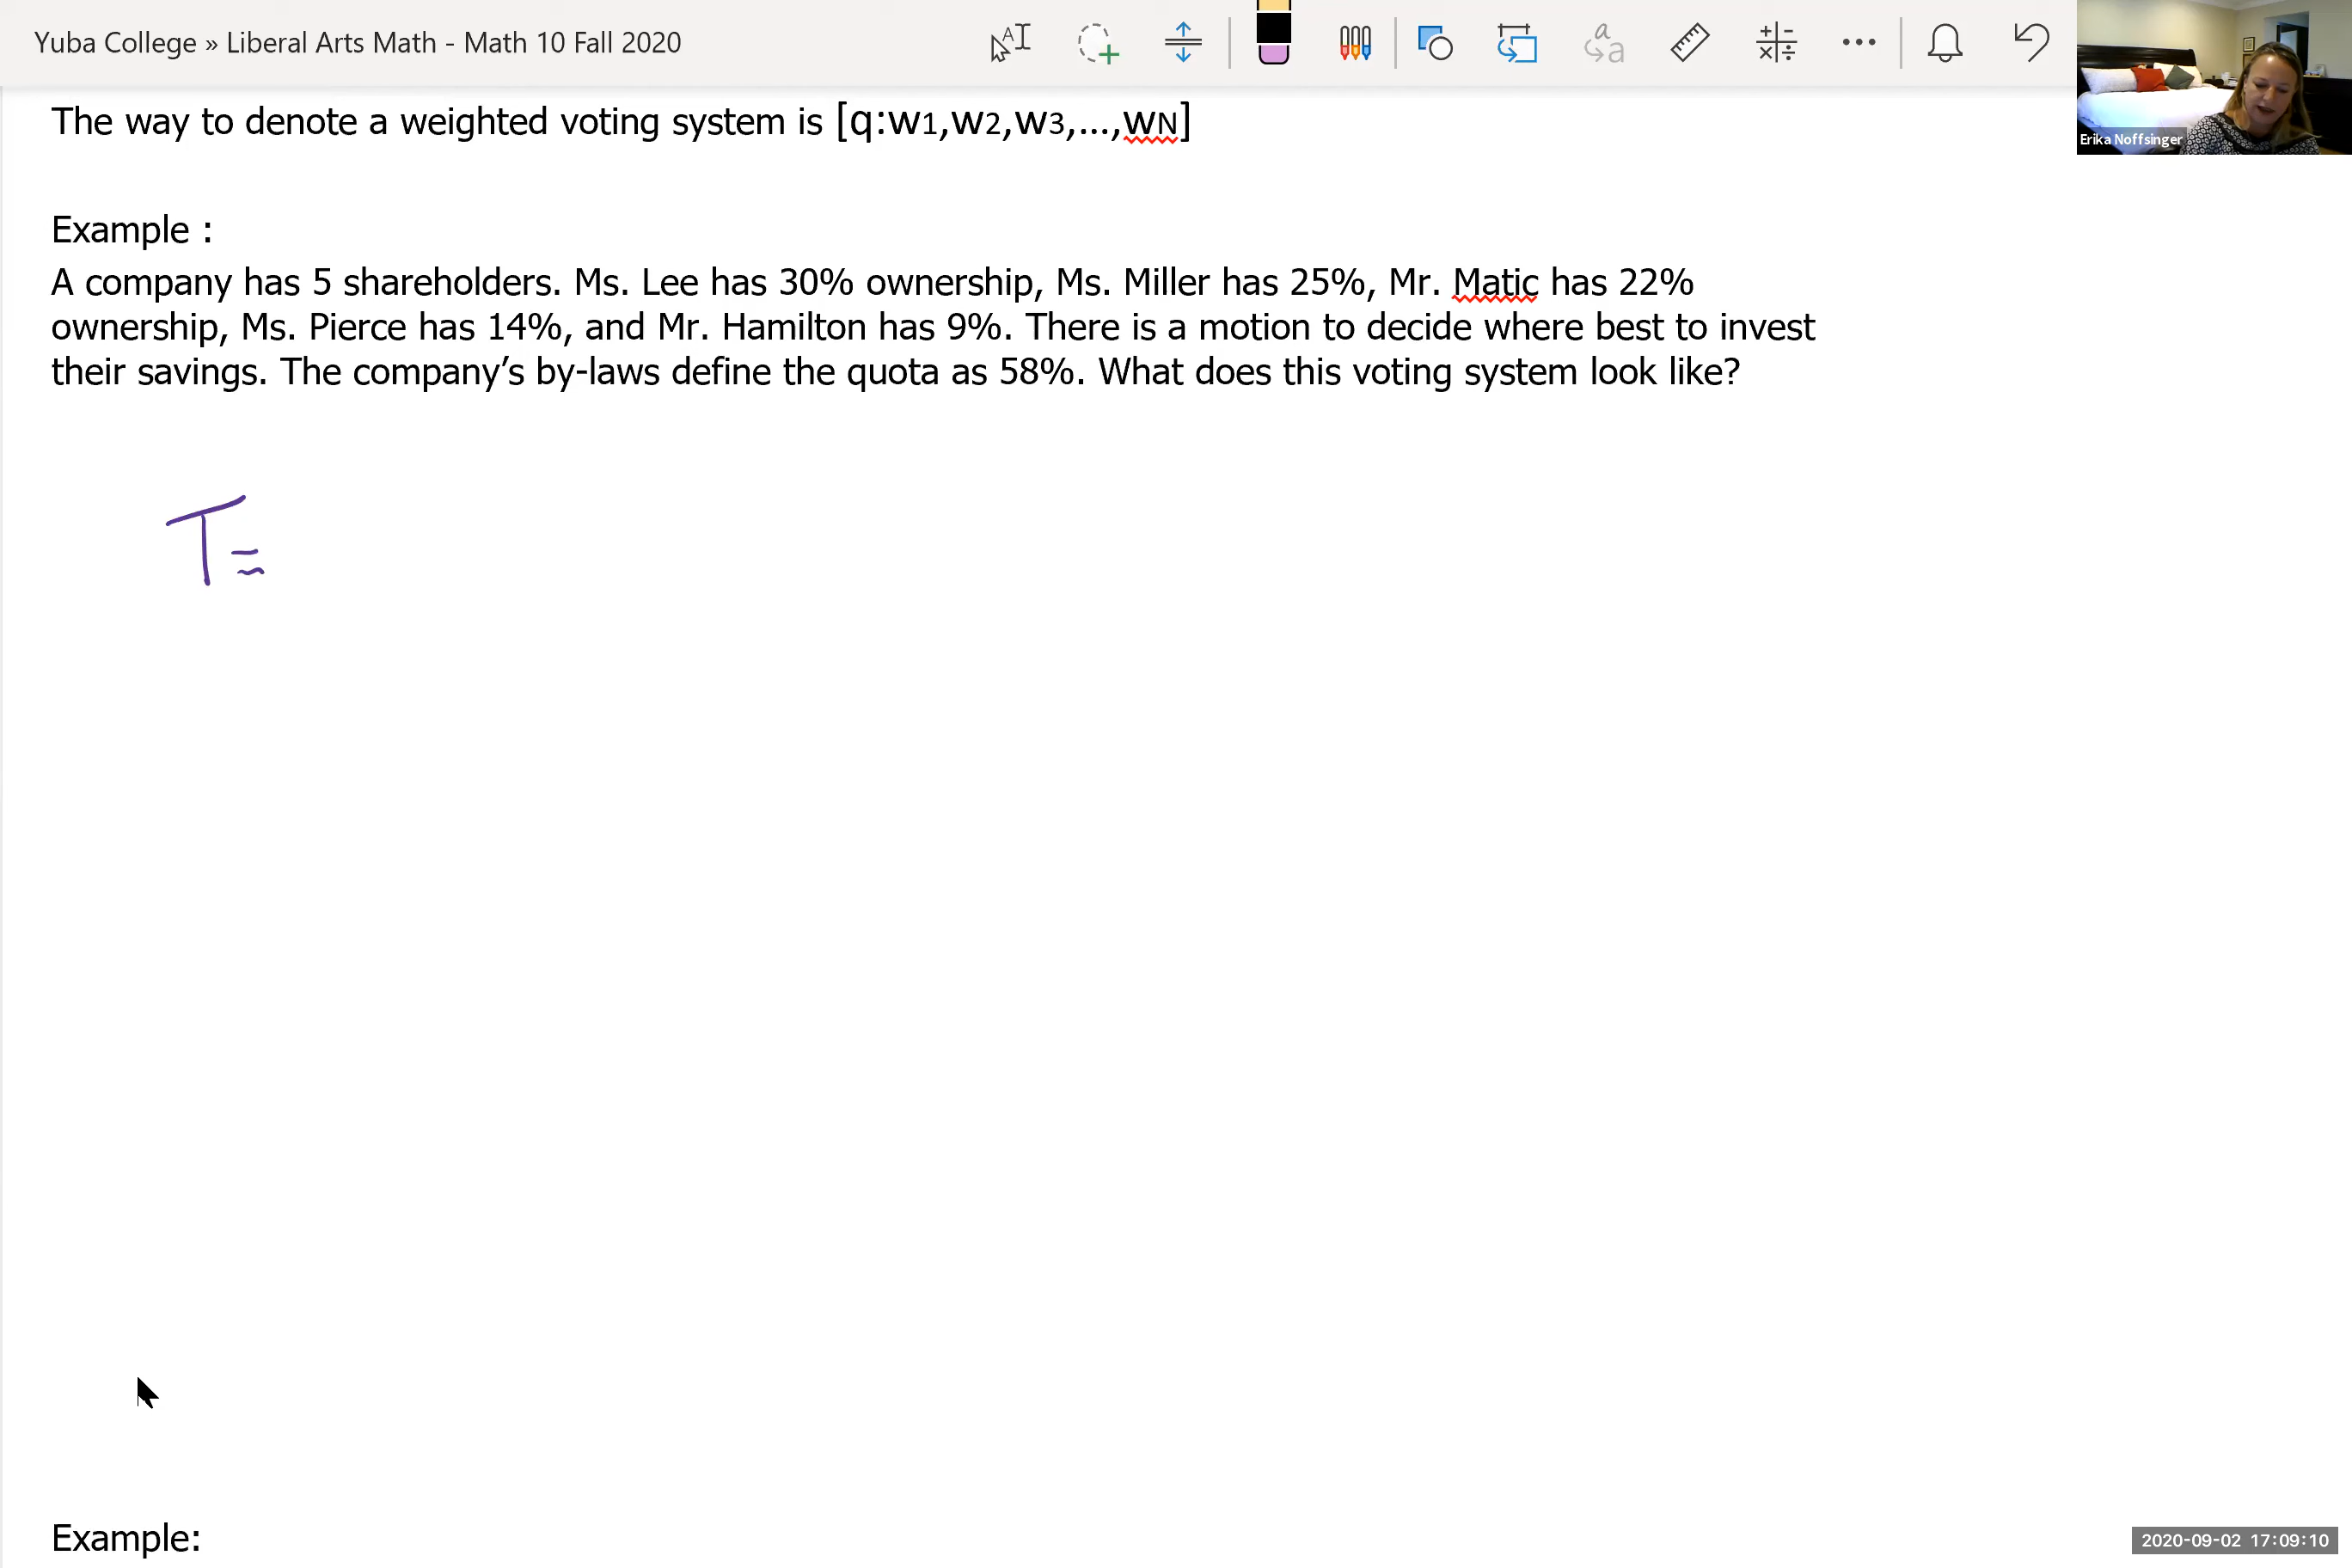 Yuba College » Liberal Arts Math - Math 10 Fall 2020
Erika Noffsinger
The way to denote a weighted voting system is [q:w1,w2,w3,...,wN]
Example :
A company has 5 shareholders. Ms. Lee has 30% ownership, Ms. Miller has 25%, Mr. Matic has 22%
ownership, Ms. Pierce has 14%, and Mr. Hamilton has 9%. There is a motion to decide where best to invest
their savings. The company’s by-laws define the quota as 58%. What does this voting system look like?
T=
Example:
2020-09-02 17:09:10